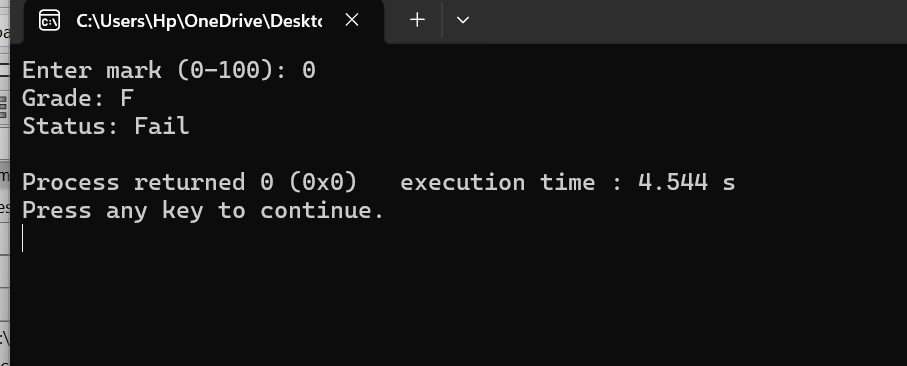 C:\Users\Hp\OneDrive\Deskto
Enter mark (0-100): 0
Grade: F
Status: Fail
Process returned 0 (0x0)   execution time : 4.544 s
Press any key to continue.